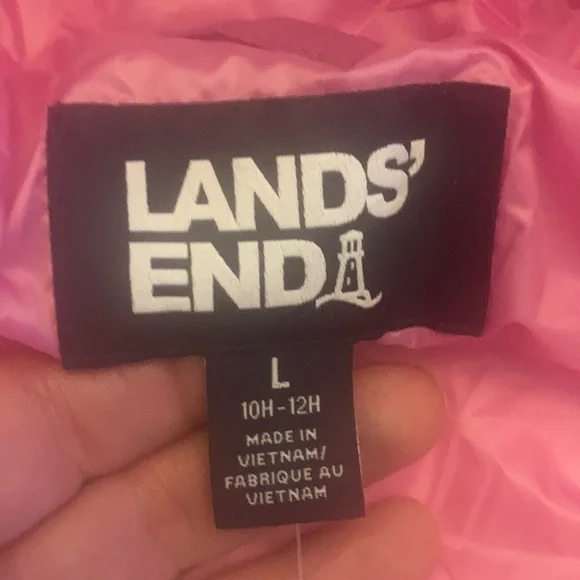 LANDS'
END
L
10H-12H
MADE IN
VIETNAM/
FABRIQUE AU
VIETNAM